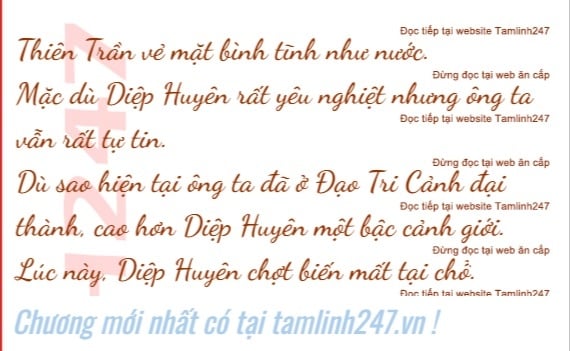 Đọc tiếp tại website Tamlinh247
Thiên Trần vẻ mặt bình tĩnh như nước.
Đừng đọc tại web ăn cắp
Mặc dù Diệp Huyên rất yêu nghiệt nhưng ông ta
Đọc tiếp tại website Tamlinh247
vẫn rất tự tin.
Đừng đọc tại web ăn cắp
Dù sao hiện tại ông ta đã ở Đạo Tri Cảnh đại
Đọc tiếp tại website Tamlinh247
thành, cao hơn Diệp Huyên một bậc cảnh giới.
Đừng đọc tại web ăn cắp
Lúc này, Diệp Huyên chợt biến mất tại chỗ.
Đọc tiếp tại website Tamlinh247
1247
Chương mới nhất có tại tamlinh247.vn !